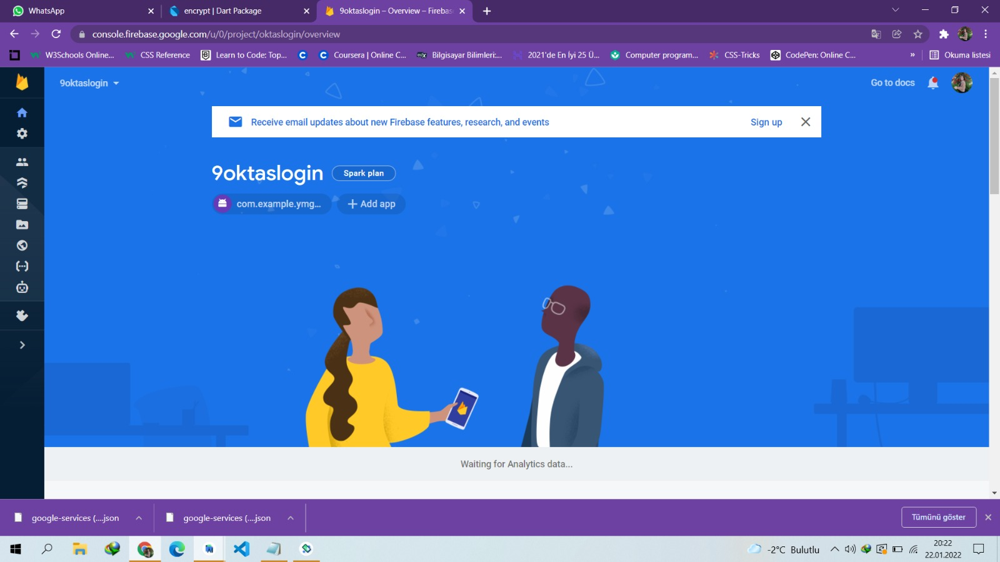 WhatsApp
encrypt | Dart Package
9oktaslogin – Overview – Firebas
console.firebase.google.com/u/0/project/oktaslogin/overview
W3Schools Online...
CSS Reference
Learn to Code: Top...
Coursera | Online C...
edX
Bilgisayar Bilimleri:...
2021'de En İyi 25 Ü...
Computer program...
CSS-Tricks
CodePen: Online C...
»
Okuma listesi
9oktaslogin
Go to docs
Receive email updates about new Firebase features, research, and events
Sign up
9oktaslogin
Spark plan
com.example.ymg...
+ Add app
Waiting for Analytics data...
google-services (....json
google-services (....json
Tümünü göster
-2°C Bulutlu
20:22
22.01.2022